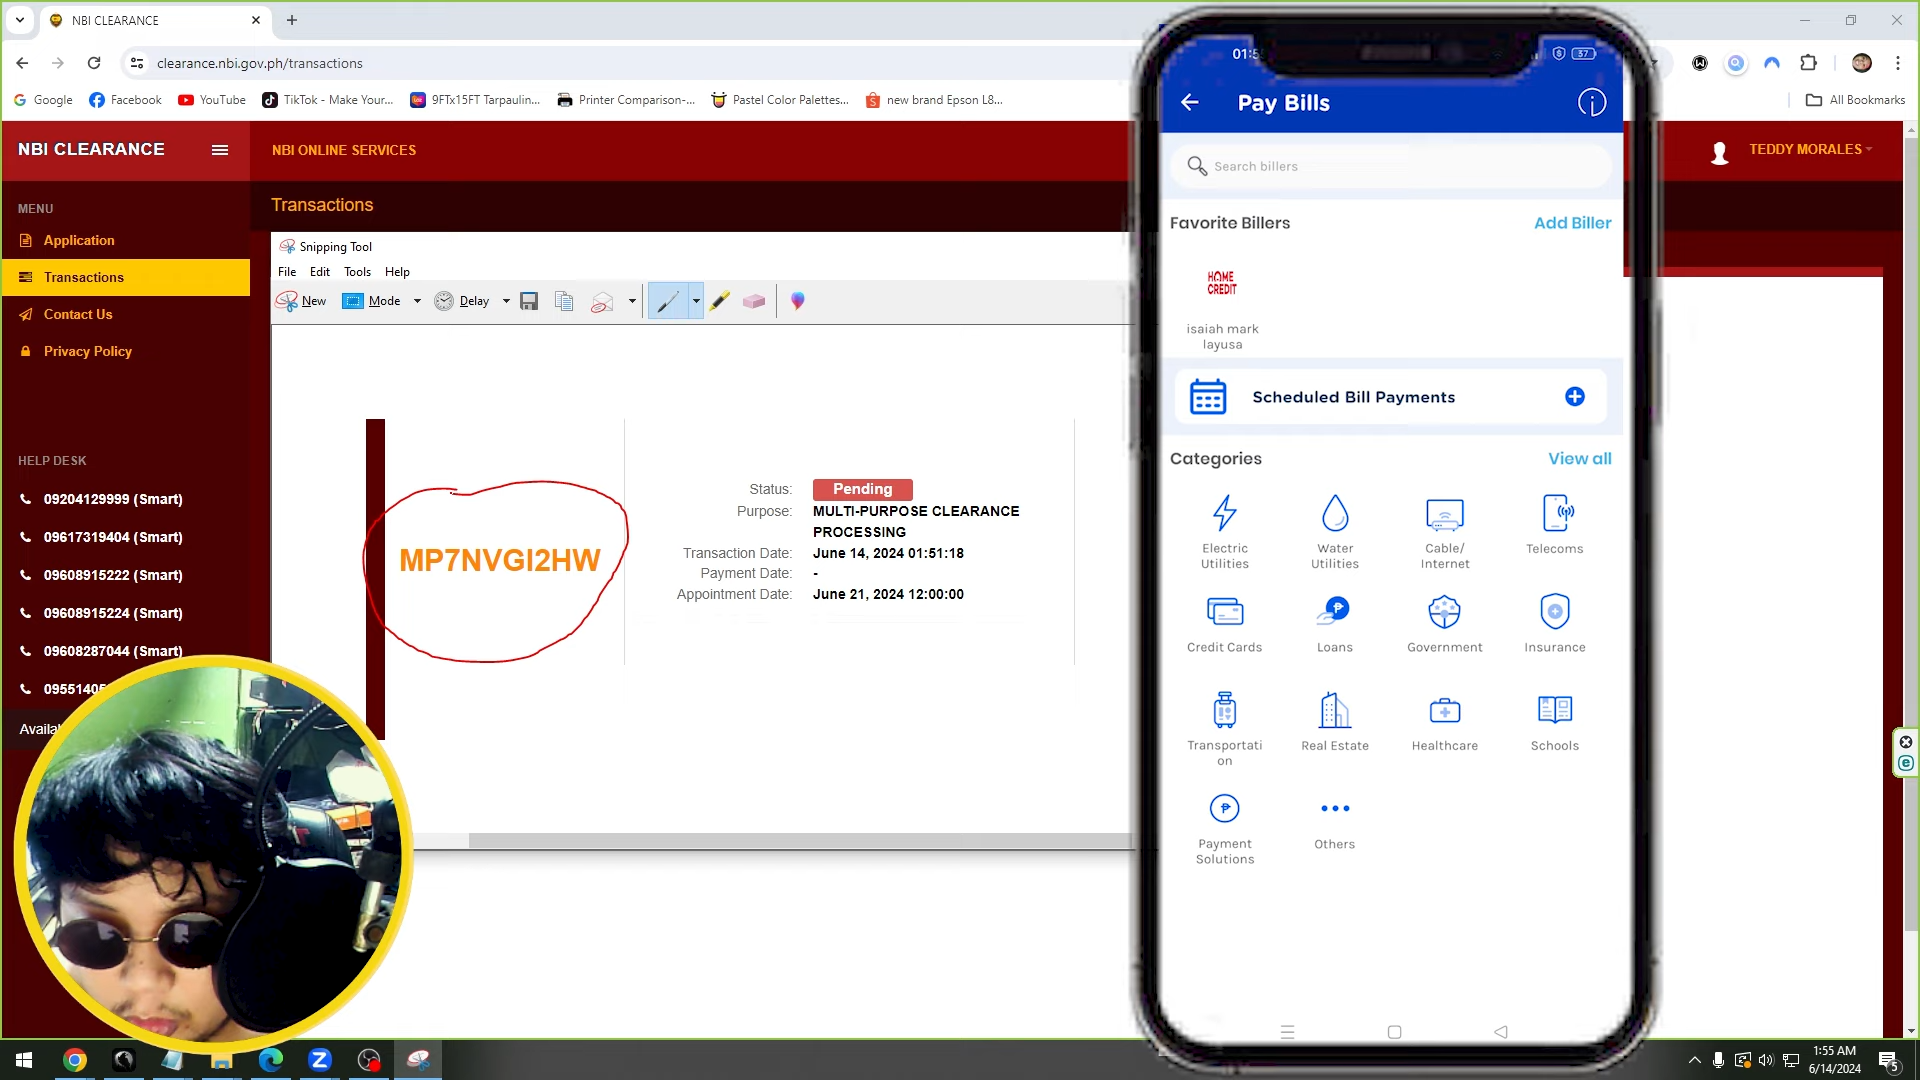 NBI CLEARANCE
clearance.nbi.gov.ph/transactions
Google
Facebook
YouTube
TikTok - Make Your...
9FTx15FT Tarpaulin...
Printer Comparison-...
Pastel Color Palettes...
new brand Epson L8...
All Bookmarks
NBI CLEARANCE
NBI ONLINE SERVICES
TEDDY MORALES
MENU
Application
Transactions
Contact Us
Privacy Policy
HELP DESK
09204129999 (Smart)
09617319404 (Smart)
09608915222 (Smart)
09608915224 (Smart)
09608287044 (Smart)
Transactions
Snipping Tool
File Edit Tools Help
New Mode Delay
MP7NVGI2HW
Status: Pending
Purpose: MULTI-PURPOSE CLEARANCE
PROCESSING
Transaction Date: June 14, 2024 01:51:18
Payment Date: -
Appointment Date: June 21, 2024 12:00:00
37
Pay Bills
Search billers
Favorite Billers Add Biller
HOME
CREDIT
isaiah mark
layusa
Scheduled Bill Payments
Categories View all
Electric
Utilities
Water
Utilities
Cable/
Internet
Telecoms
Credit Cards
Loans
Government
Insurance
Transportati
on
Real Estate
Healthcare
Schools
Payment
Solutions
Others
1:55 AM
6/14/2024
5